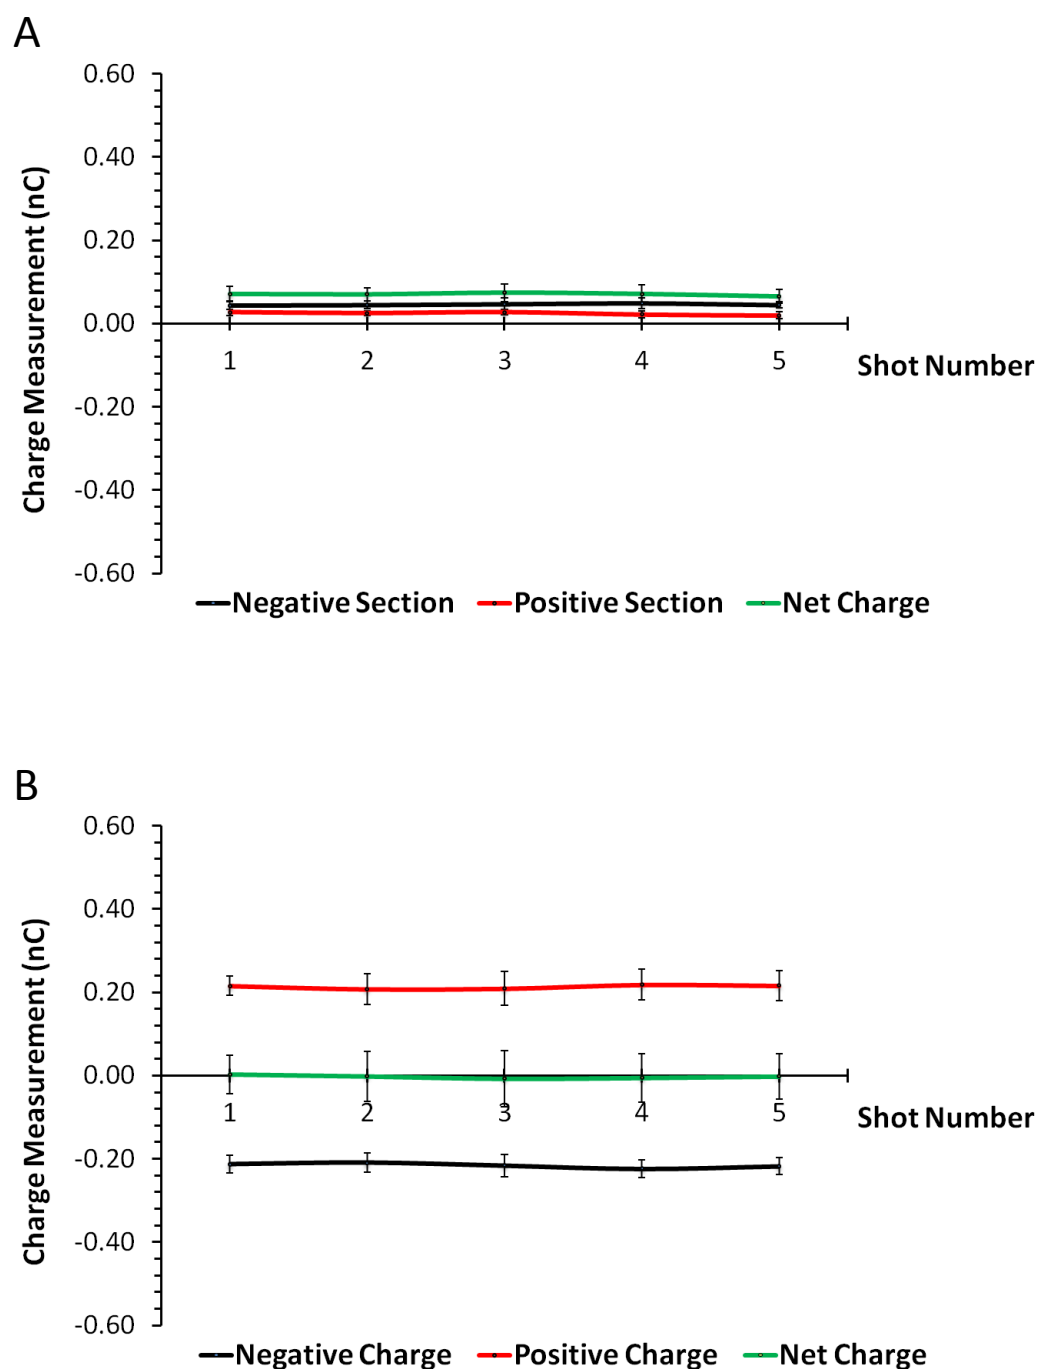 A
0.60
0.40
0.20
0.00
-0.20
-0.40
-0.60
Charge Measurement (nC)
1 2 3 4 5
Shot Number
Negative Section Positive Section Net Charge
B
0.60
0.40
0.20
0.00
-0.20
-0.40
-0.60
Charge Measurement (nC)
1 2 3 4 5
Shot Number
Negative Charge Positive Charge Net Charge